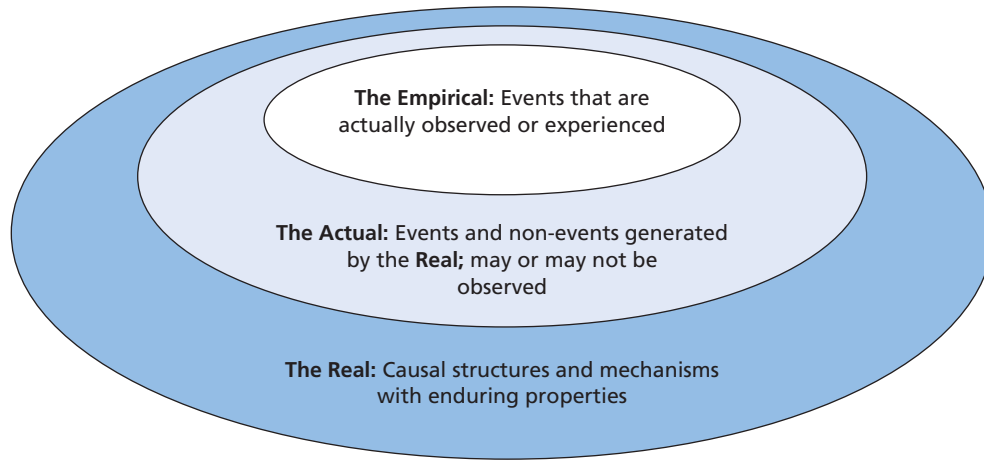 The Empirical: Events that are
actually observed or experienced
The Actual: Events and non-events generated
by the Real; may or may not be
observed
The Real: Causal structures and mechanisms
with enduring properties